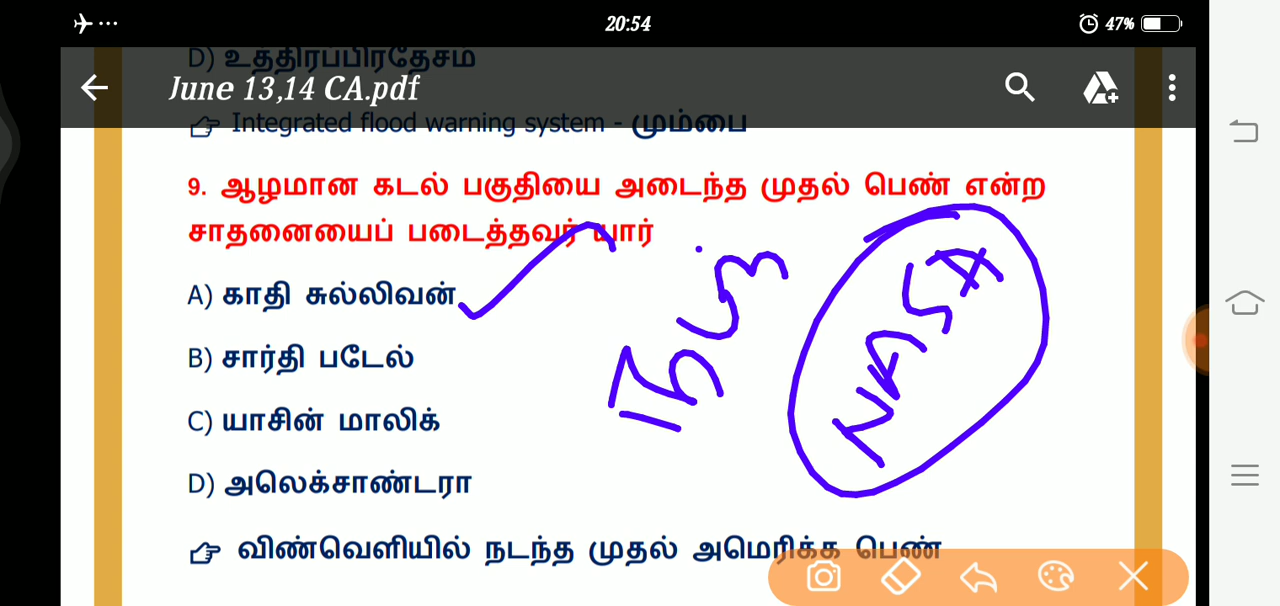 20:54
47%
D) உத்திரப்பிரதேசம்
June 13,14 CA.pdf
Integrated flood warning system - மும்பை
9. ஆழமான கடல் பகுதியை அடைந்த முதல் பெண் என்ற
சாதனையைப் படைத்தவர் யார்
A) காதி சுல்லிவன்
B) சார்தி படேல்
C) யாசின் மாலிக்
D) அலெக்சாண்டரா
NASA
விண்வெளியில் நடந்த முதல் அமெரிக்க பெண்